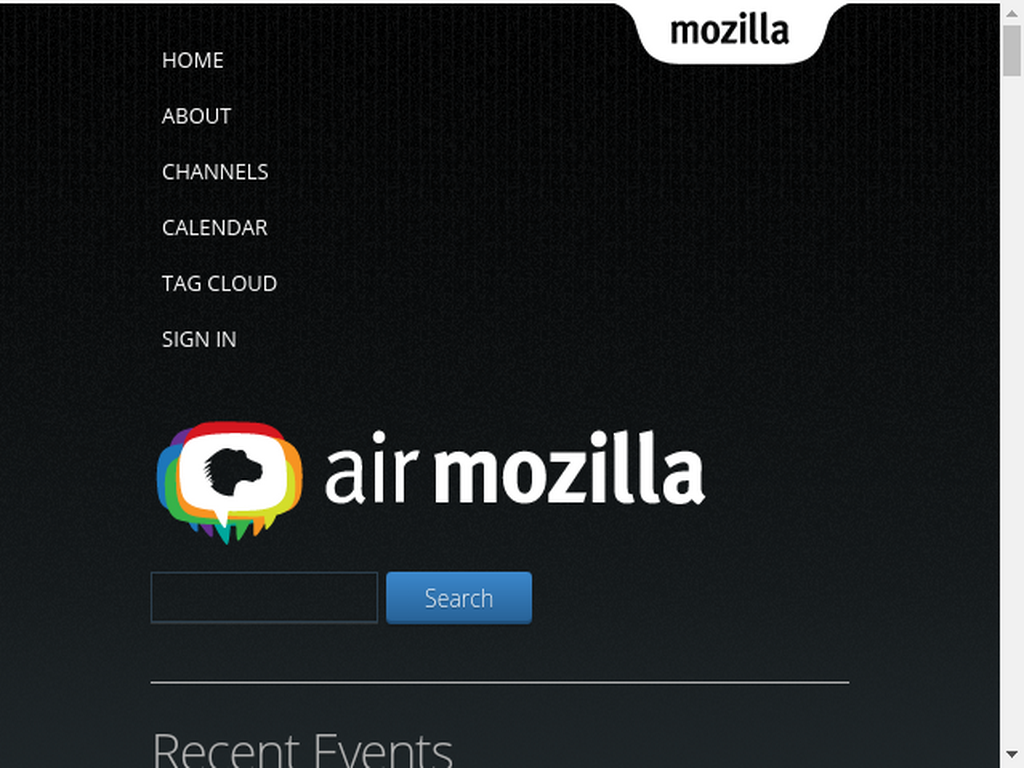 mozilla
HOME
ABOUT
CHANNELS
CALENDAR
TAG CLOUD
SIGN IN
air mozilla
Search
Recent Events